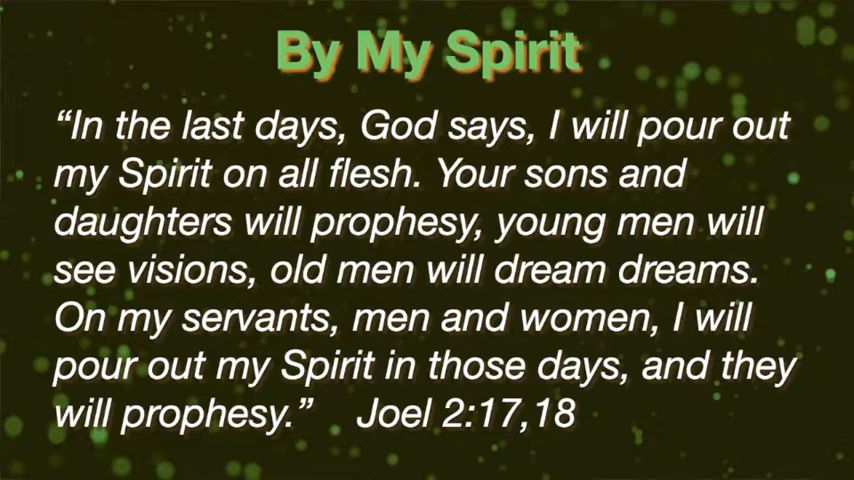 By My Spirit
“In the last days, God says, I will pour out
my Spirit on all flesh. Your sons and
daughters will prophesy, young men will
see visions, old men will dream dreams.
On my servants, men and women, I will
pour out my Spirit in those days, and they
will prophesy.” Joel 2:17,18